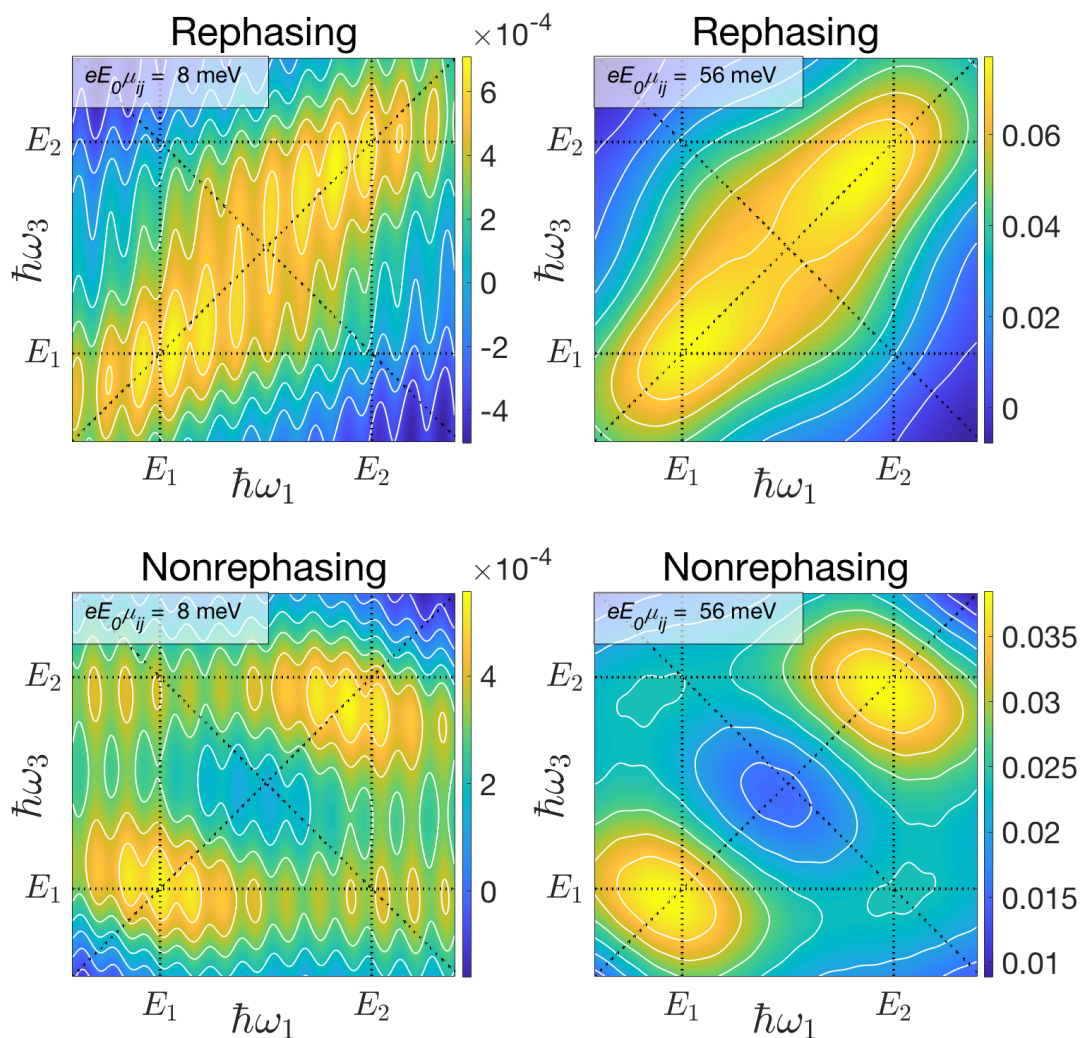 Rephasing
×10⁻⁴
eE₀μᵢⱼ = 8 meV
E₂
ħω₃
E₁
E₁
ħω₁
E₂
6
4
2
0
-2
-4
Rephasing
eE₀μᵢⱼ = 56 meV
E₂
ħω₃
E₁
E₁
ħω₁
E₂
0.06
0.04
0.02
0
Nonrephasing
×10⁻⁴
eE₀μᵢⱼ = 8 meV
E₂
ħω₃
E₁
E₁
ħω₁
E₂
4
2
0
Nonrephasing
eE₀μᵢⱼ = 56 meV
E₂
ħω₃
E₁
E₁
ħω₁
E₂
0.035
0.03
0.025
0.02
0.015
0.01